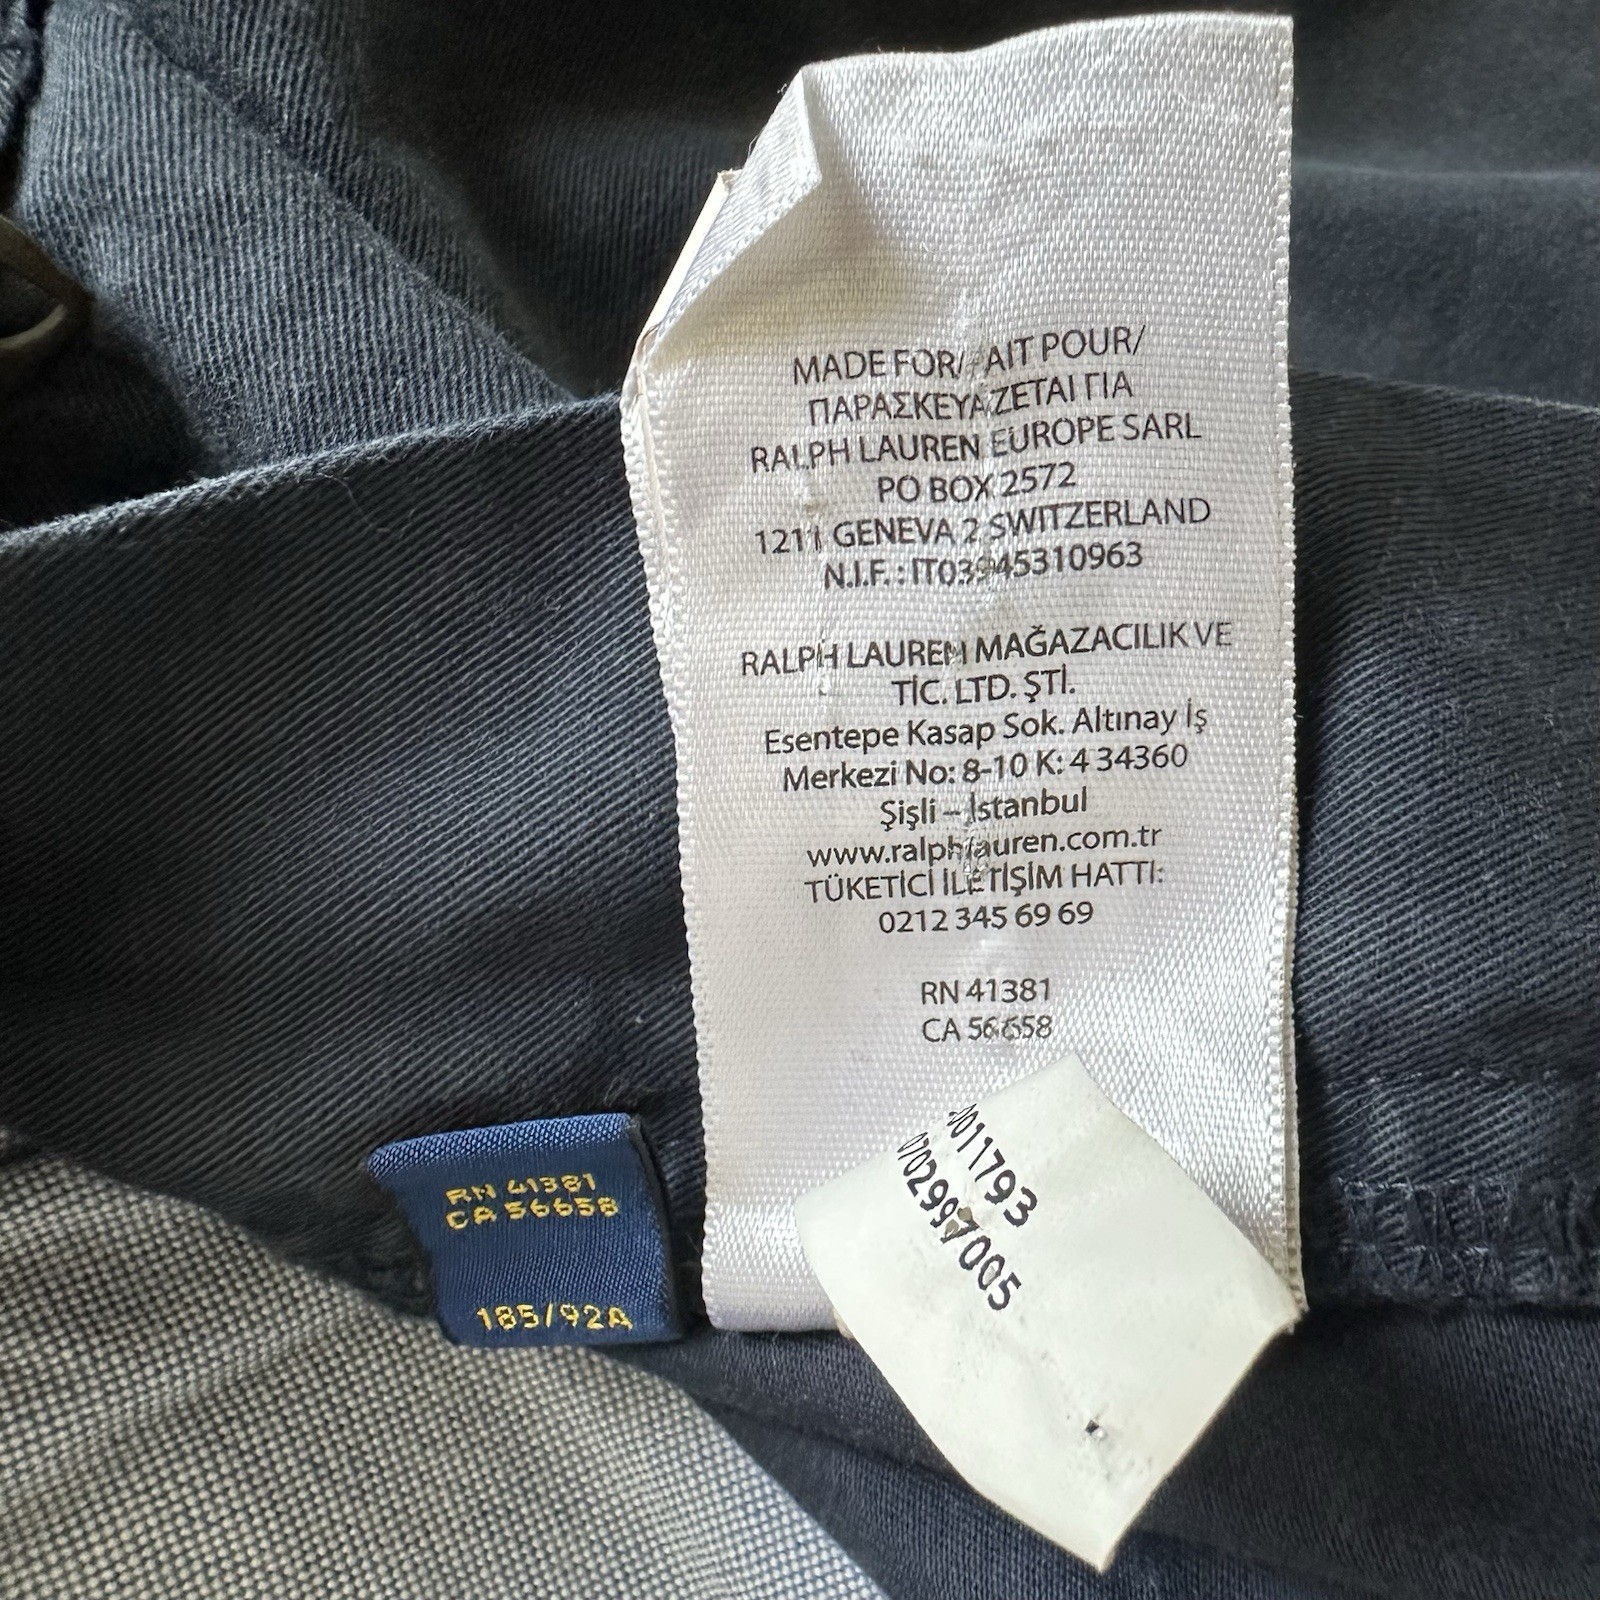 MADE FOR/FAIT POUR/
ΠΑΡΑΣΚΕΥΑΖΕΤΑΙ ΓΙΑ
RALPH LAUREN EUROPE SARL
PO BOX 2572
1211 GENEVA 2 SWITZERLAND
N.I.F. : IT03945310963
RALPH LAUREN MAĞAZACILIK VE
TİC. LTD. ŞTİ.
Esentepe Kasap Sok. Altınay İş
Merkezi No: 8-10 K: 4 34360
Şişli – İstanbul
www.ralphlauren.com.tr
TÜKETİCİ İLETİŞİM HATTI:
0212 345 69 69
RN 41381
CA 56658
0702997005
RN 41381
CA 56658
185/92A